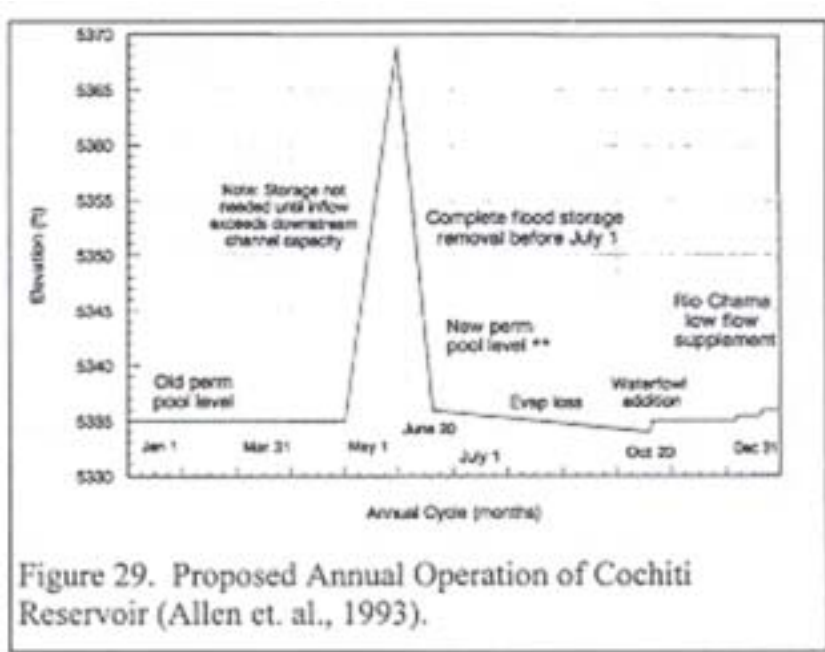 5370
5365
5360
5355
5350
5345
5340
5335
5330
Elevation (ft)
Note: Storage not
needed until inflow
exceeds downstream
channel capacity
Complete flood storage
removal before July 1
New perm
pool level **
Rio Chama
low flow
supplement
Old perm
pool level
Evap loss
Waterfowl
addition
Jan 1
Mar 31
May 1
June 20
July 1
Oct 20
Dec 31
Annual Cycle (months)
Figure 29. Proposed Annual Operation of Cochiti
Reservoir (Allen et. al., 1993).